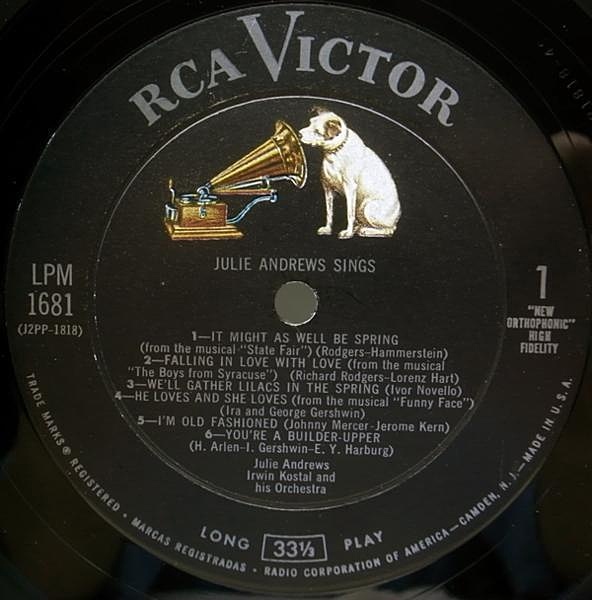 RCA VICTOR
JULIE ANDREWS SINGS
LPM
1681
(J2PP-1818)
1
"NEW
ORTHOPHONIC"
HIGH
FIDELITY
1—IT MIGHT AS WELL BE SPRING
(from the musical "State Fair") (Rodgers-Hammerstein)
2—FALLING IN LOVE WITH LOVE (from the musical
"The Boys from Syracuse") (Richard Rodgers-Lorenz Hart)
3—WE'LL GATHER LILACS IN THE SPRING (Ivor Novello)
4—HE LOVES AND SHE LOVES (from the musical "Funny Face")
(Ira and George Gershwin)
5—I'M OLD FASHIONED (Johnny Mercer-Jerome Kern)
6—YOU'RE A BUILDER-UPPER
(H. Arlen-I. Gershwin-E. Y. Harburg)
Julie Andrews
Irwin Kostal and
his Orchestra
LONG 33⅓ PLAY
TRADE MARKS ® REGISTERED • MARCAS REGISTRADAS • RADIO CORPORATION OF AMERICA—CAMDEN, N. J.—MADE IN U.S.A.